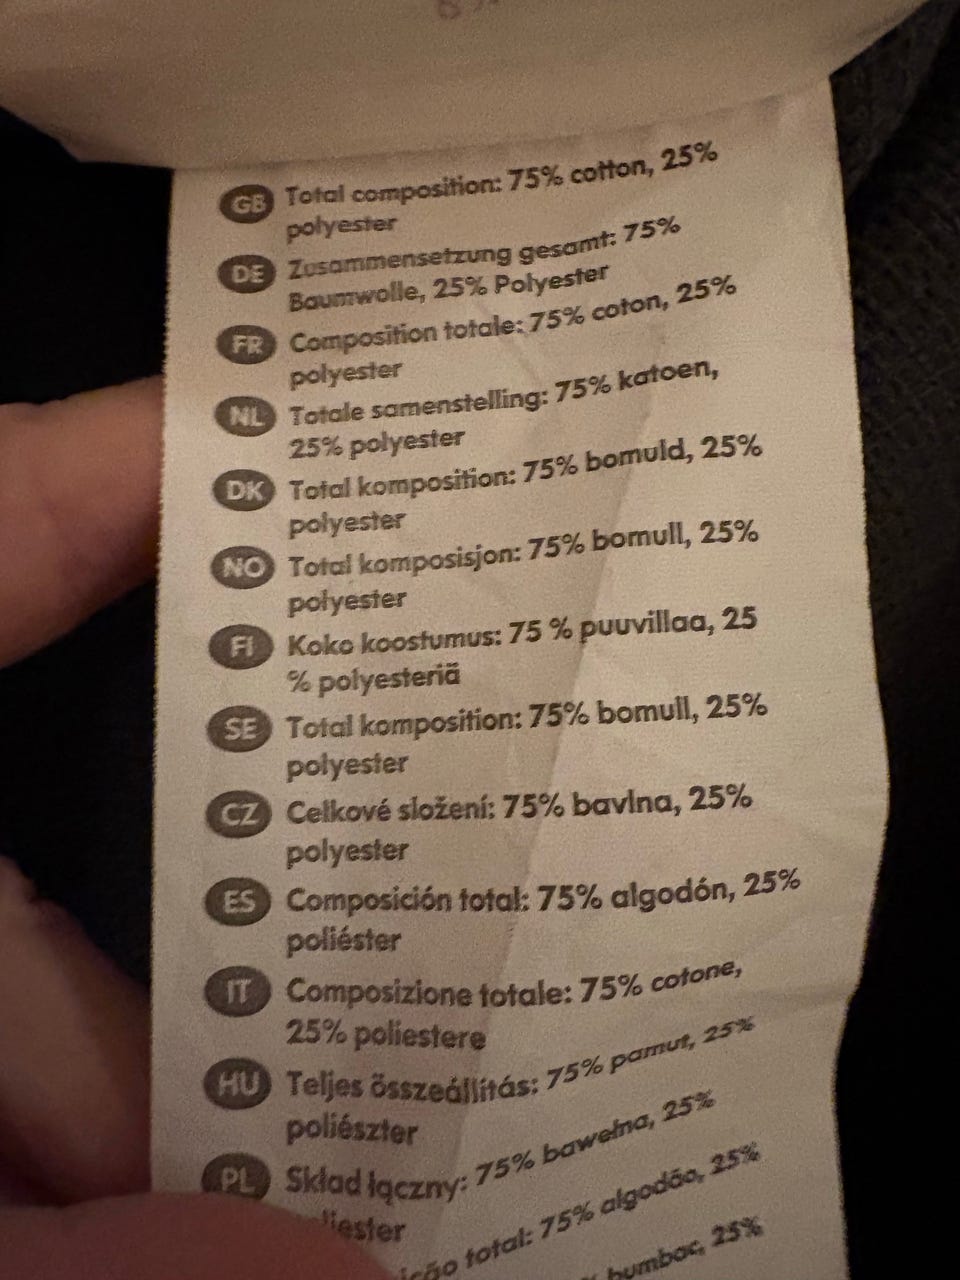 GB Total composition: 75% cotton, 25%
polyester
DE Zusammensetzung gesamt: 75%
Baumwolle, 25% Polyester
FR Composition totale: 75% coton, 25%
polyester
NL Totale samenstelling: 75% katoen,
25% polyester
DK Total komposition: 75% bomuld, 25%
polyester
NO Total komposisjon: 75% bomull, 25%
polyester
FI Koko koostumus: 75 % puuvillaa, 25
% polyesteriä
SE Total komposition: 75% bomull, 25%
polyester
CZ Celkové složení: 75% bavlna, 25%
polyester
ES Composición total: 75% algodón, 25%
poliéster
IT Composizione totale: 75% cotone,
25% poliestere
HU Teljes összeállítás: 75% pamut, 25%
poliészter
PL Skład łączny: 75% bawełna, 25%
total: 75% algodão, 25%
bumbac, 25%